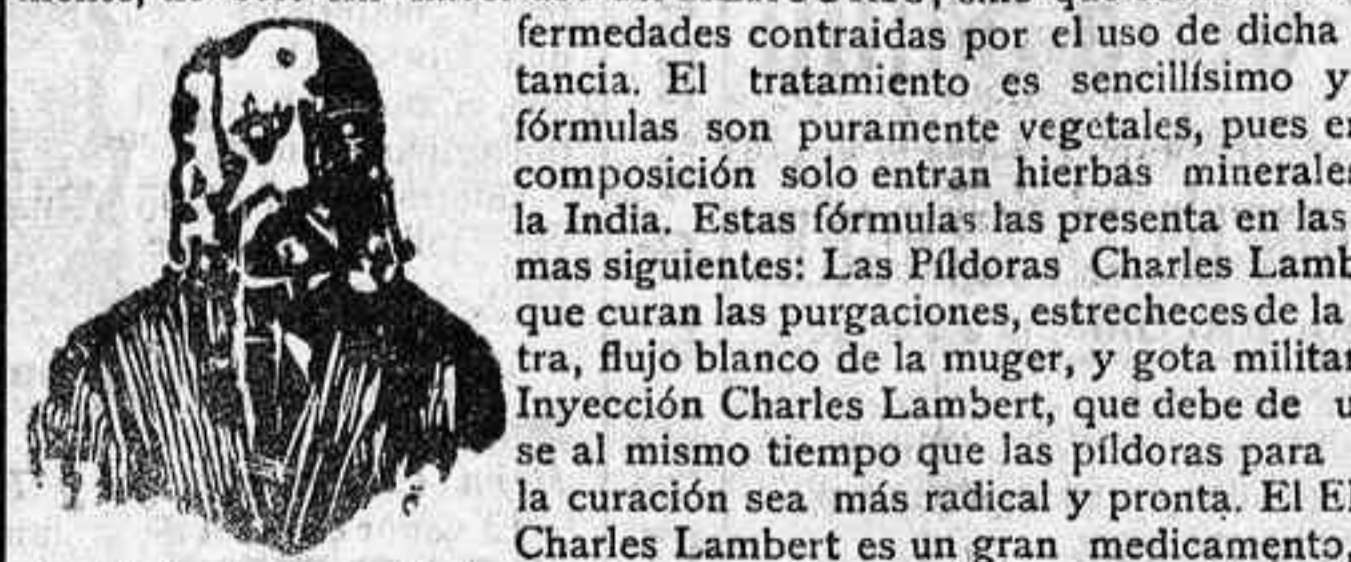 fermedades contraidas por el uso de dicha
tancia. El tratamiento es sencillísimo y
fórmulas son puramente vegetales, pues en
composición solo entran hierbas minerales
la India. Estas fórmulas las presenta en las
mas siguientes: Las Píldoras Charles Lamb
que curan las purgaciones, estrecheces de la
tra, flujo blanco de la muger, y gota militar
Inyección Charles Lambert, que debe de u
se al mismo tiempo que las píldoras para
la curación sea más radical y pronta. El El
Charles Lambert es un gran medicamento,